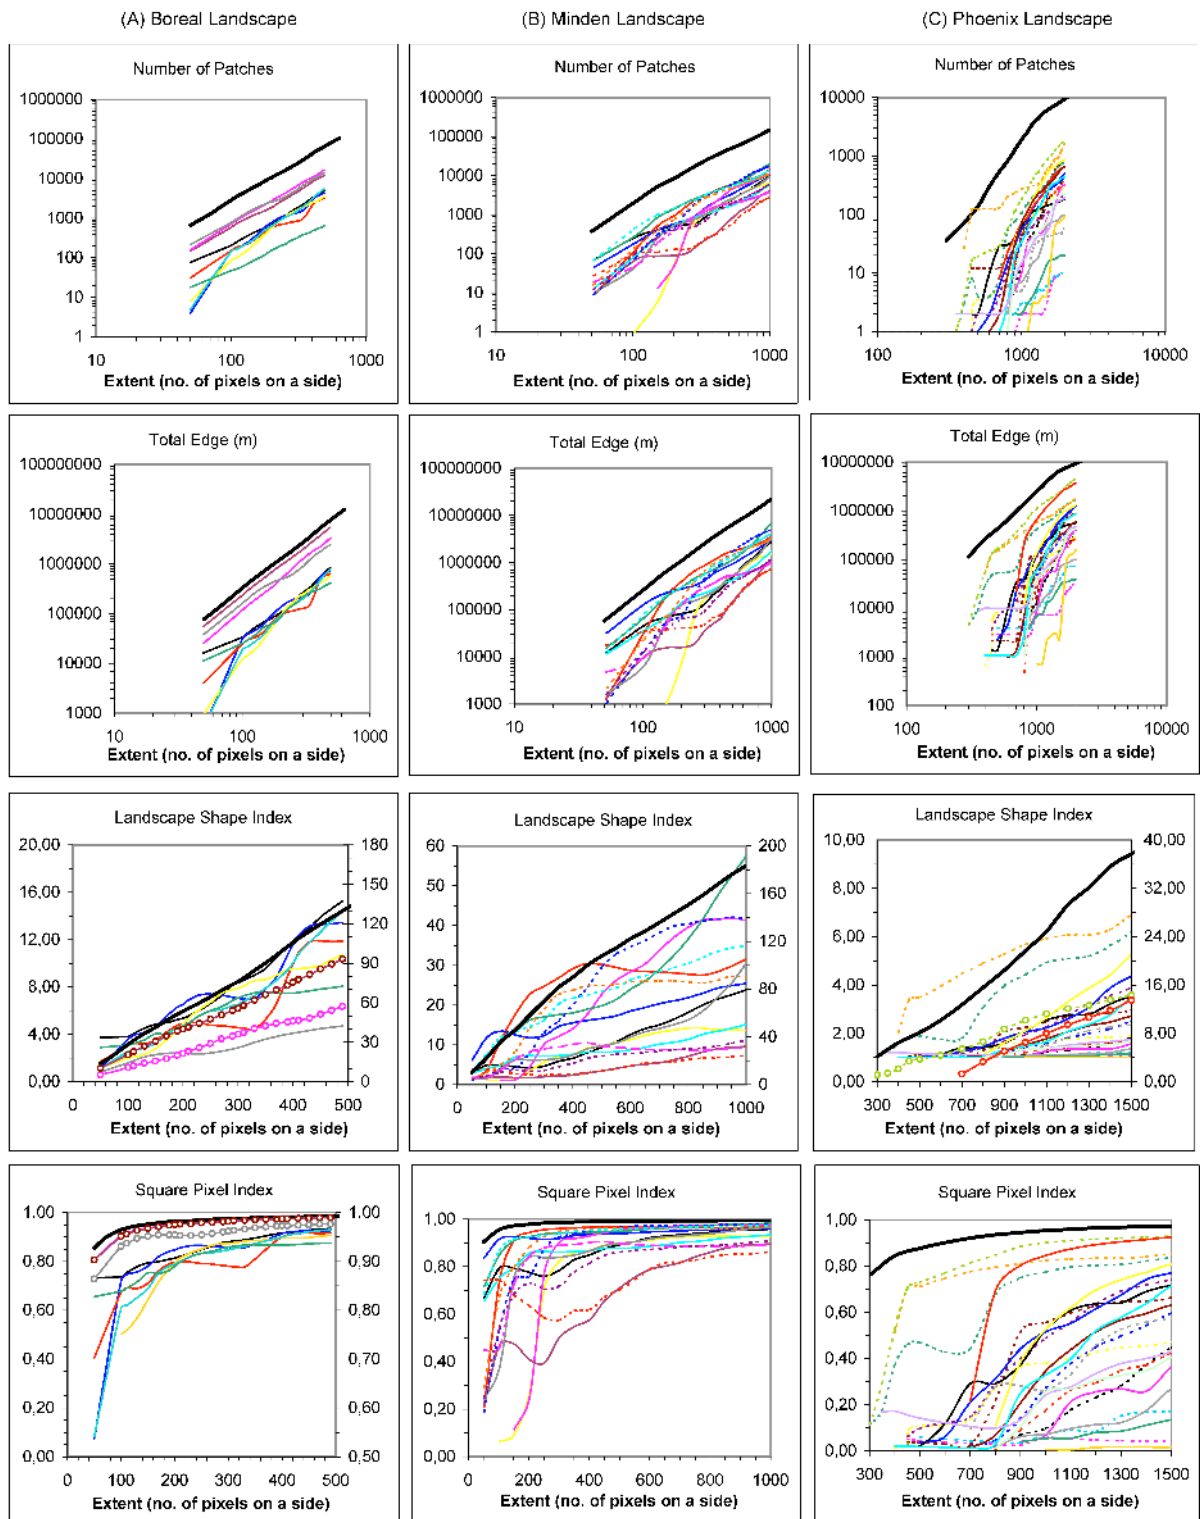 (A) Boreal Landscape
(B) Minden Landscape
(C) Phoenix Landscape
Number of Patches
1000000
100000
10000
1000
100
10
1
10 100 1000
Extent (no. of pixels on a side)
Number of Patches
1000000
100000
10000
1000
100
10
1
10 100 1000
Extent (no. of pixels on a side)
Number of Patches
10000
1000
100
10
1
100 1000 10000
Extent (no. of pixels on a side)
Total Edge (m)
100000000
10000000
1000000
100000
10000
1000
10 100 1000
Extent (no. of pixels on a side)
Total Edge (m)
100000000
10000000
1000000
100000
10000
1000
10 100 1000
Extent (no. of pixels on a side)
Total Edge (m)
10000000
1000000
100000
10000
1000
100
100 1000 10000
Extent (no. of pixels on a side)
Landscape Shape Index
20,00 180
16,00 150
12,00 120
8,00 90
4,00 60
0,00 30
0
0 100 200 300 400 500
Extent (no. of pixels on a side)
Landscape Shape Index
60 200
50 160
40 120
30 80
20 40
10 0
0
0 200 400 600 800 1000
Extent (no. of pixels on a side)
Landscape Shape Index
10,00 40,00
8,00 32,00
6,00 24,00
4,00 16,00
2,00 8,00
0,00 0,00
300 500 700 900 1100 1300 1500
Extent (no. of pixels on a side)
Square Pixel Index
1.00 1,00
0,80 0,90
0,60 0,80
0,40 0,70
0,20 0,60
0,00 0,50
0 100 200 300 400 500
Extent (no. of pixels on a side)
Square Pixel Index
1.00
0,80
0,60
0,40
0,20
0,00
0 200 400 600 800 1000
Extent (no. of pixels on a side)
Square Pixel Index
1,00
0,80
0,60
0,40
0,20
0,00
300 500 700 900 1100 1300 1500
Extent (no. of pixels on a side)